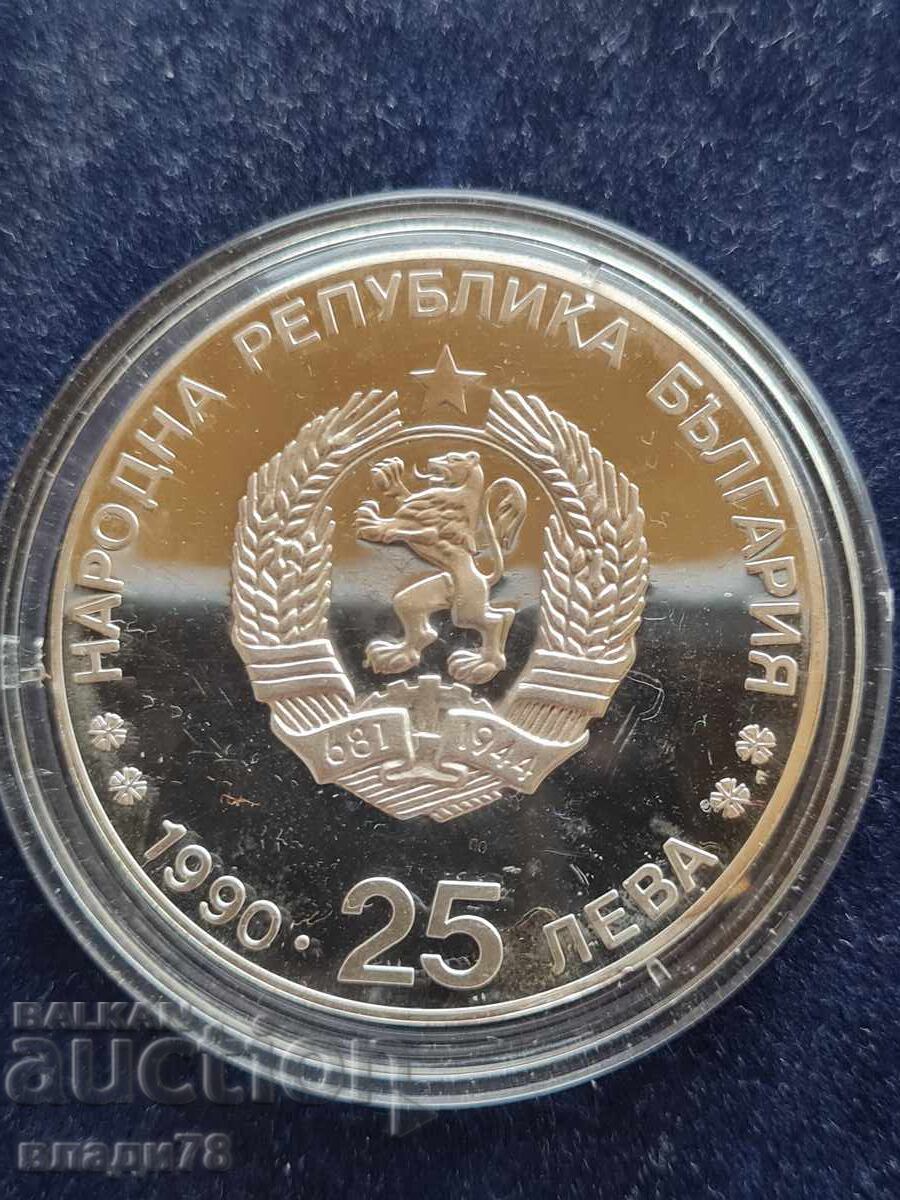 НАРОДНА РЕПУБЛИКА БЪЛГАРИЯ
681 1944
1990 · 25 ЛЕВА
BALKAN
auction
влади78